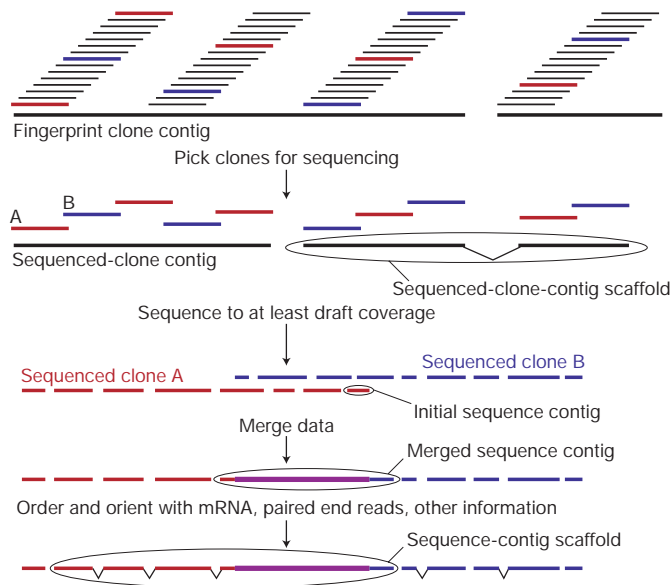 Fingerprint clone contig
Pick clones for sequencing
A
B
Sequenced-clone contig
Sequenced-clone-contig scaffold
Sequence to at least draft coverage
Sequenced clone A
Sequenced clone B
Initial sequence contig
Merge data
Merged sequence contig
Order and orient with mRNA, paired end reads, other information
Sequence-contig scaffold